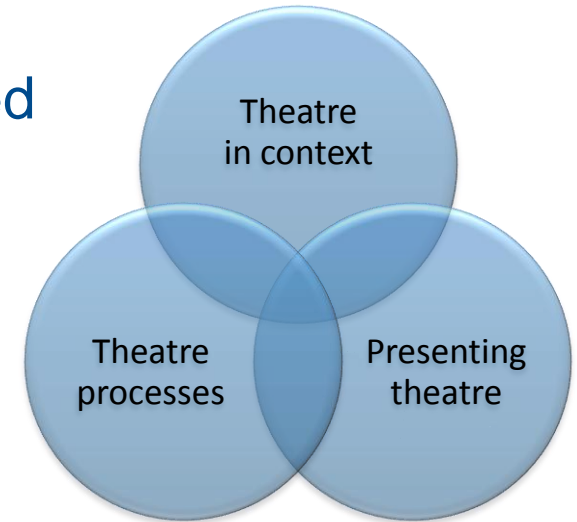 Theatre
in context
Theatre
processes
Presenting
theatre